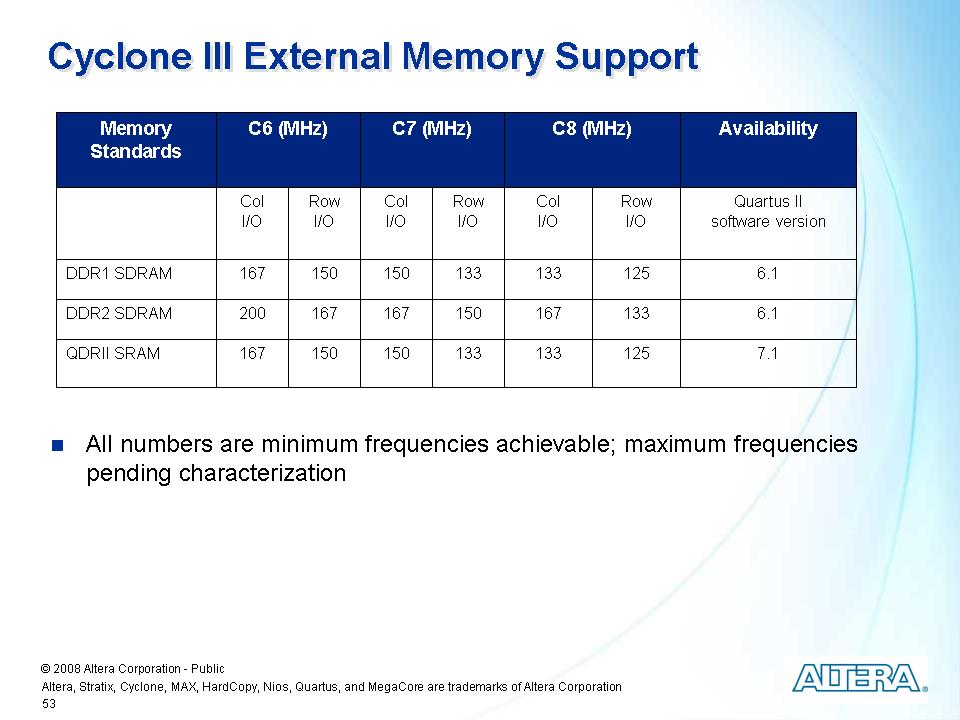 Cyclone III External Memory Support
Memory Standards C6 (MHz) C7 (MHz) C8 (MHz) Availability
Col I/O Row I/O Col I/O Row I/O Col I/O Row I/O Quartus II software version
DDR1 SDRAM 167 150 150 133 133 125 6.1
DDR2 SDRAM 200 167 167 150 167 133 6.1
QDRII SRAM 167 150 150 133 133 125 7.1
All numbers are minimum frequencies achievable; maximum frequencies
pending characterization
© 2008 Altera Corporation - Public
Altera, Stratix, Cyclone, MAX, HardCopy, Nios, Quartus, and MegaCore are trademarks of Altera Corporation
53
ALTERA®